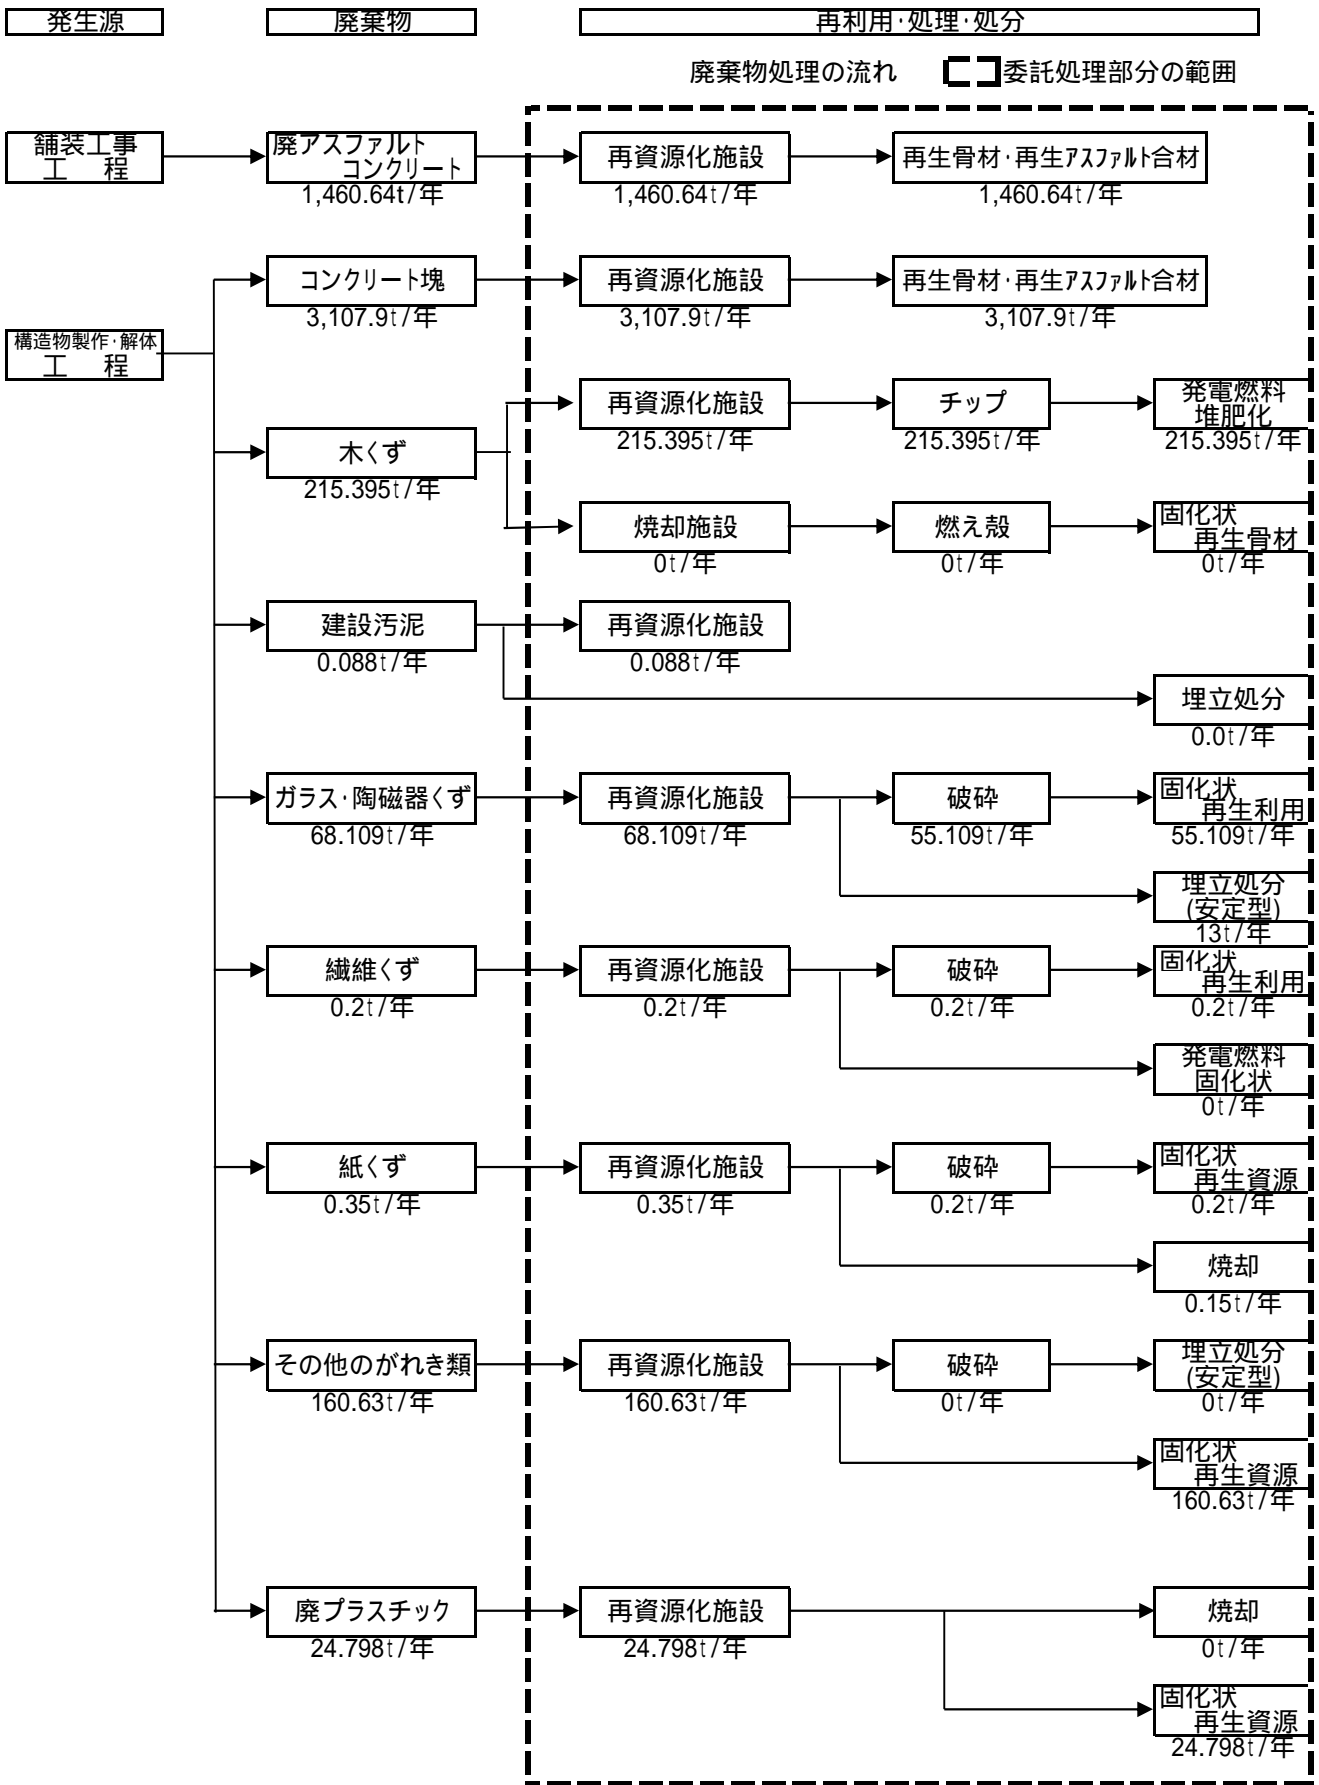 発生源
廃棄物
再利用・処理・処分
廃棄物処理の流れ
委託処理部分の範囲
舗装工事
工　程
廃アスファルト
コンクリート
1,460.64t/年
再資源化施設
1,460.64t/年
再生骨材・再生アスファルト合材
1,460.64t/年
構造物製作・解体
工　程
コンクリート塊
3,107.9t/年
再資源化施設
3,107.9t/年
再生骨材・再生アスファルト合材
3,107.9t/年
木くず
215.395t/年
再資源化施設
215.395t/年
チップ
215.395t/年
発電燃料
堆肥化
215.395t/年
焼却施設
0t/年
燃え殻
0t/年
固化状
再生骨材
0t/年
建設汚泥
0.088t/年
再資源化施設
0.088t/年
埋立処分
0.0t/年
ガラス・陶磁器くず
68.109t/年
再資源化施設
68.109t/年
破砕
55.109t/年
固化状
再生利用
55.109t/年
埋立処分
(安定型)
13t/年
繊維くず
0.2t/年
再資源化施設
0.2t/年
破砕
0.2t/年
固化状
再生利用
0.2t/年
発電燃料
固化状
0t/年
紙くず
0.35t/年
再資源化施設
0.35t/年
破砕
0.2t/年
固化状
再生資源
0.2t/年
焼却
0.15t/年
その他のがれき類
160.63t/年
再資源化施設
160.63t/年
破砕
0t/年
埋立処分
(安定型)
0t/年
固化状
再生資源
160.63t/年
廃プラスチック
24.798t/年
再資源化施設
24.798t/年
焼却
0t/年
固化状
再生資源
24.798t/年